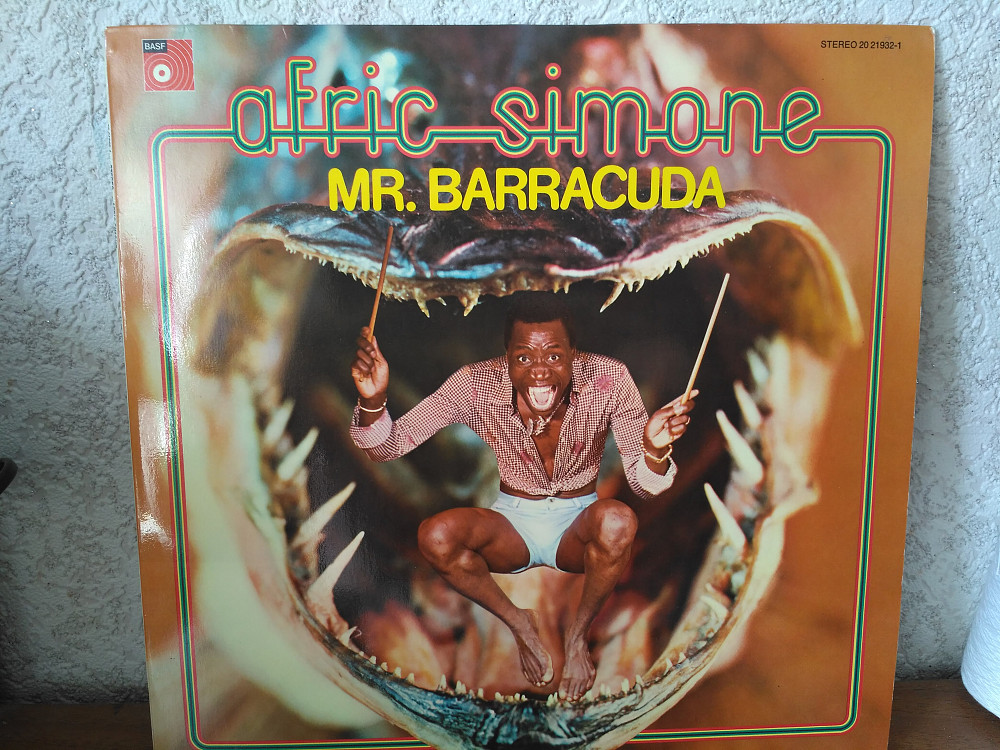 BASF
STEREO 20 21932-1
afric simone
MR. BARRACUDA